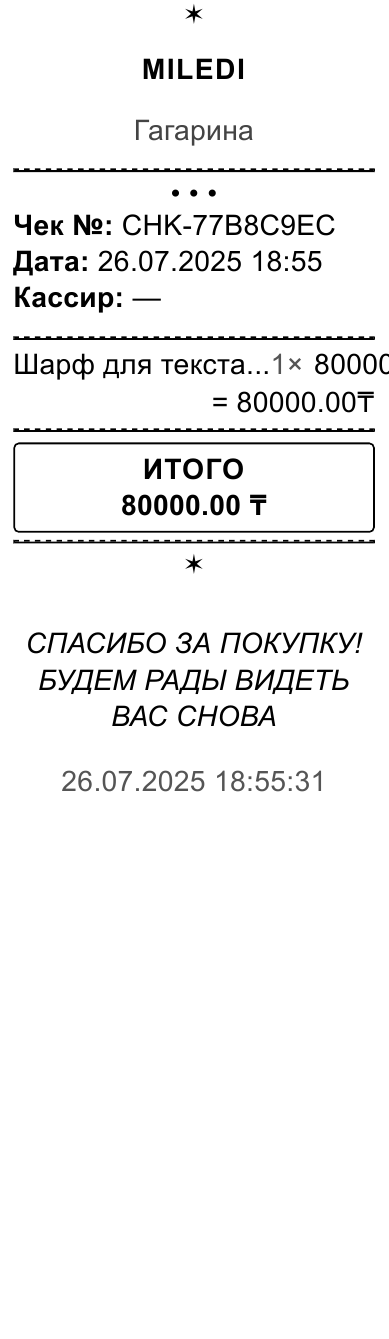 ✶
MILEDI
Гагарина
• • •
Чек №: CHK-77B8C9EC
Дата: 26.07.2025 18:55
Кассир: —
Шарф для текста...1× 80000
= 80000.00₸
ИТОГО
80000.00 ₸
✶
СПАСИБО ЗА ПОКУПКУ!
БУДЕМ РАДЫ ВИДЕТЬ
ВАС СНОВА
26.07.2025 18:55:31